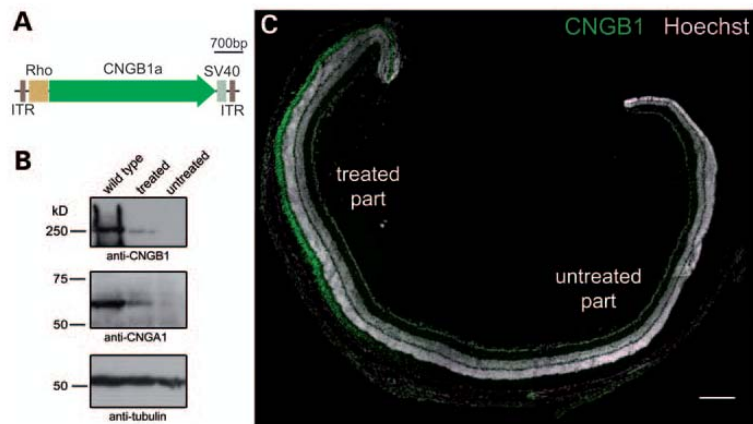 A
700bp
Rho
CNGB1a
SV40
ITR
ITR
B
wild type
treated
untreated
kD
250
anti-CNGB1
75
50
anti-CNGA1
50
anti-tubulin
C
CNGB1 Hoechst
treated
part
untreated
part